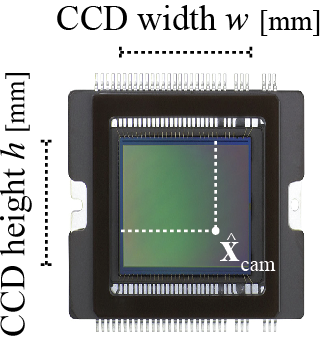 CCD width w [mm]
CCD height h [mm]
x̂cam